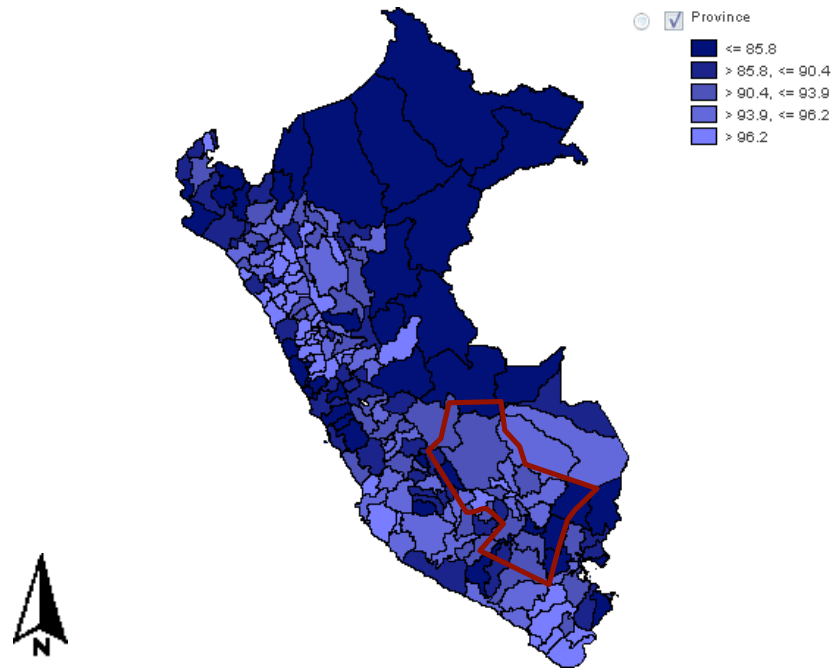 Province
<= 85.8
> 85.8, <= 90.4
> 90.4, <= 93.9
> 93.9, <= 96.2
> 96.2
N